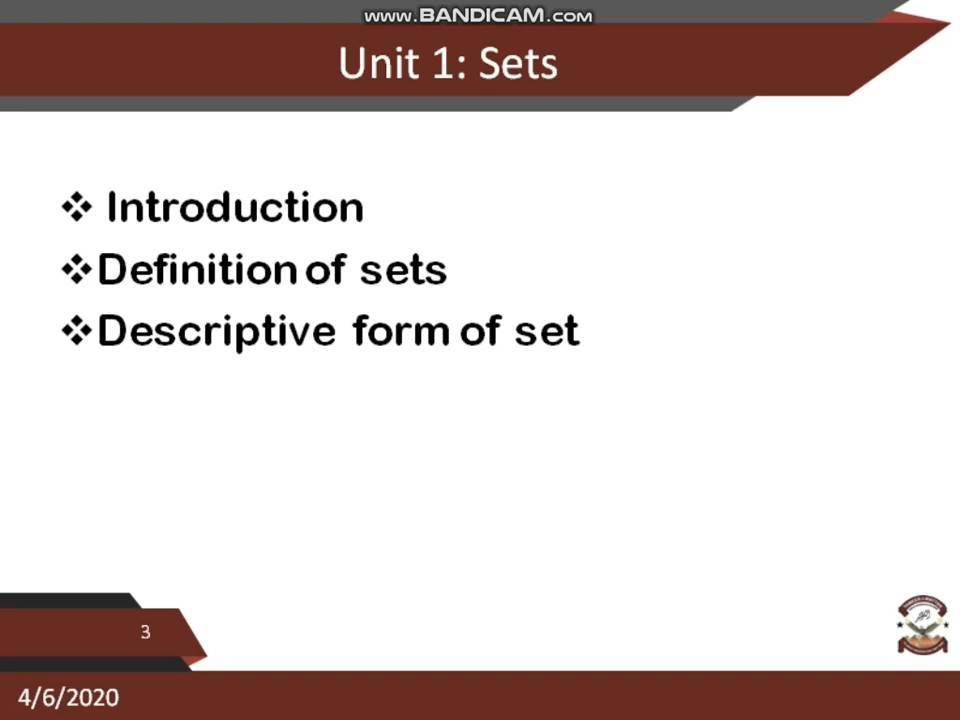 www.BANDICAM.com
Unit 1: Sets
❖ Introduction
❖Definition of sets
❖Descriptive form of set
3
4/6/2020